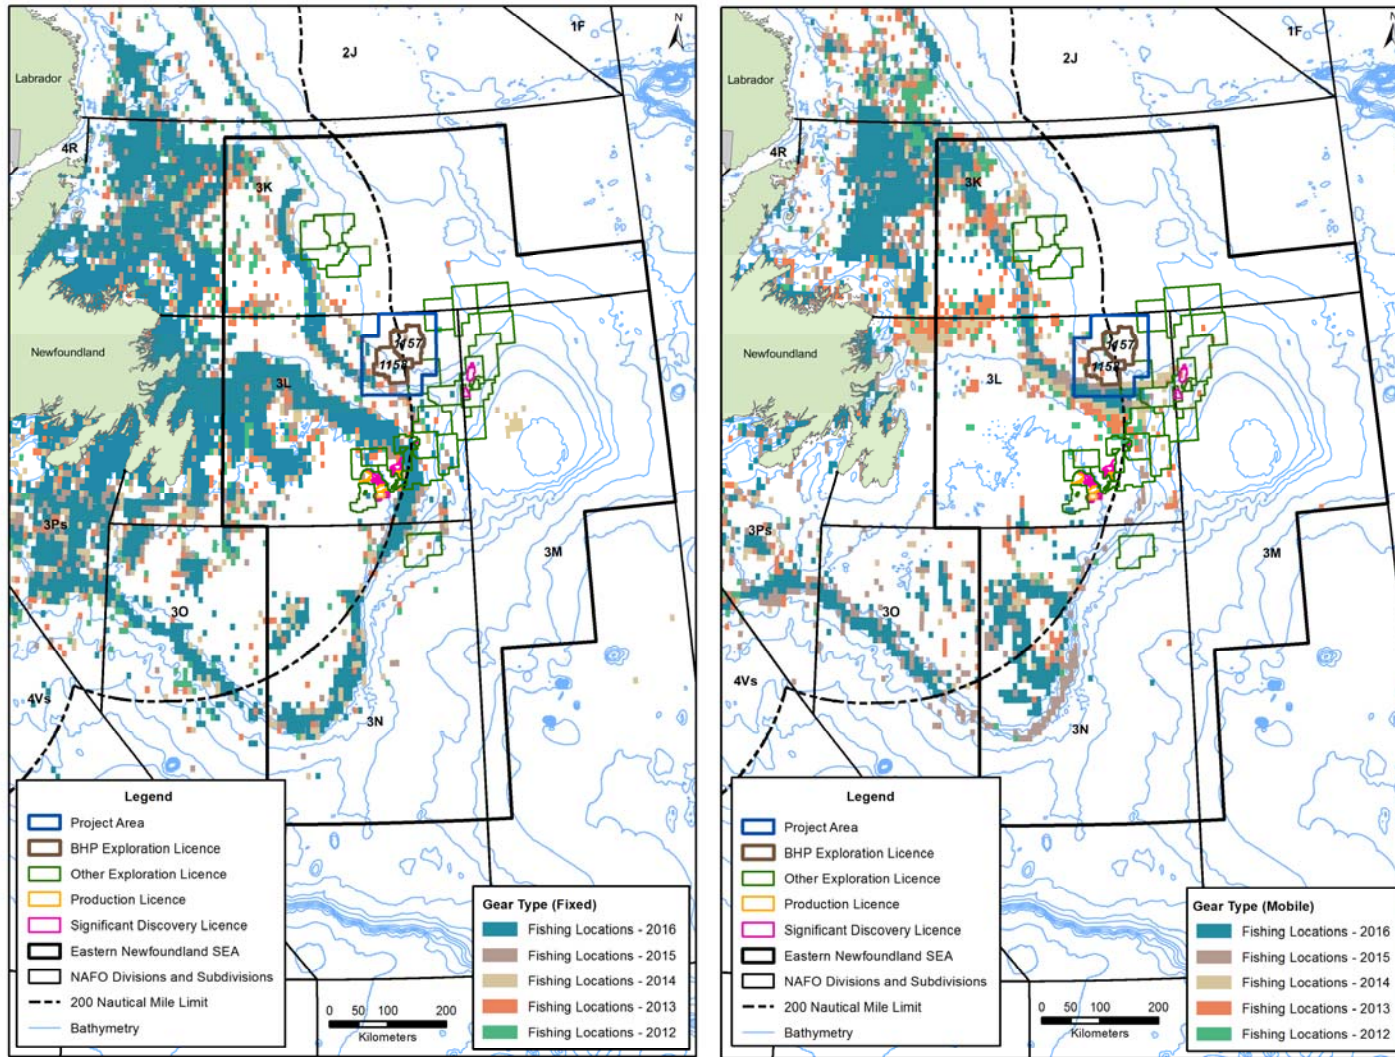 1F
N
2J
Labrador
4R
3K
1157
1158
Newfoundland
3L
3Ps
3M
3O
4Vs
3N
Legend
Project Area
BHP Exploration Licence
Other Exploration Licence
Production Licence
Significant Discovery Licence
Eastern Newfoundland SEA
NAFO Divisions and Subdivisions
200 Nautical Mile Limit
Bathymetry
0 50 100 200
Kilometers
Gear Type (Fixed)
Fishing Locations - 2016
Fishing Locations - 2015
Fishing Locations - 2014
Fishing Locations - 2013
Fishing Locations - 2012
1F
N
2J
Labrador
4R
3K
1157
1158
Newfoundland
3L
3Ps
3M
3O
4Vs
3N
Legend
Project Area
BHP Exploration Licence
Other Exploration Licence
Production Licence
Significant Discovery Licence
Eastern Newfoundland SEA
NAFO Divisions and Subdivisions
200 Nautical Mile Limit
Bathymetry
0 50 100 200
Kilometers
Gear Type (Mobile)
Fishing Locations - 2016
Fishing Locations - 2015
Fishing Locations - 2014
Fishing Locations - 2013
Fishing Locations - 2012